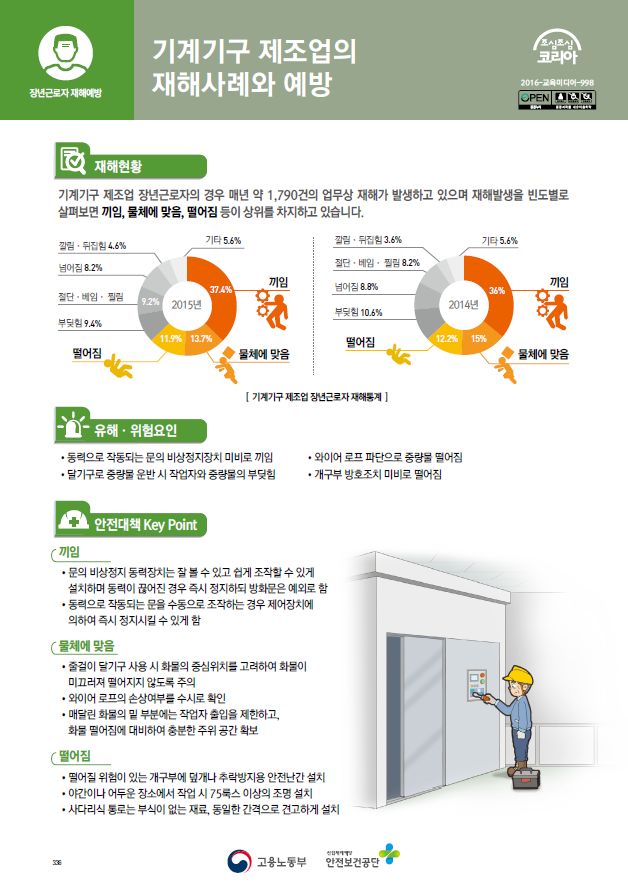 장년근로자 재해예방
기계기구 제조업의
재해사례와 예방
조심조심
코리아
2016-교육미디어-998
OPEN
재해현황
기계기구 제조업 장년근로자의 경우 매년 약 1,790건의 업무상 재해가 발생하고 있으며 재해발생을 빈도별로
살펴보면 끼임, 물체에 맞음, 떨어짐 등이 상위를 차지하고 있습니다.
깔림 · 뒤집힘 4.6%
기타 5.6%
넘어짐 8.2%
절단 · 베임 · 찔림
9.2%
부딪힘 9.4%
떨어짐
11.9%
13.7%
물체에 맞음
37.4%
끼임
2015년
깔림 · 뒤집힘 3.6%
기타 5.6%
절단 · 베임 · 찔림 8.2%
넘어짐 8.8%
부딪힘 10.6%
떨어짐
12.2%
15%
물체에 맞음
36%
끼임
2014년
[ 기계기구 제조업 장년근로자 재해통계 ]
유해 · 위험요인
• 동력으로 작동되는 문의 비상정지장치 미비로 끼임
• 달기구로 중량물 운반 시 작업자와 중량물의 부딪힘
• 와이어 로프 파단으로 중량물 떨어짐
• 개구부 방호조치 미비로 떨어짐
안전대책 Key Point
끼임
• 문의 비상정지 동력장치는 잘 볼 수 있고 쉽게 조작할 수 있게
설치하며 동력이 끊어진 경우 즉시 정지하되 방화문은 예외로 함
• 동력으로 작동되는 문을 수동으로 조작하는 경우 제어장치에
의하여 즉시 정지시킬 수 있게 함
물체에 맞음
• 줄걸이 달기구 사용 시 화물의 중심위치를 고려하여 화물이
미끄러져 떨어지지 않도록 주의
• 와이어 로프의 손상여부를 수시로 확인
• 매달린 화물의 밑 부분에는 작업자 출입을 제한하고,
화물 떨어짐에 대비하여 충분한 주위 공간 확보
떨어짐
• 떨어질 위험이 있는 개구부에 덮개나 추락방지용 안전난간 설치
• 야간이나 어두운 장소에서 작업 시 75룩스 이상의 조명 설치
• 사다리식 통로는 부식이 없는 재료, 동일한 간격으로 견고하게 설치
336
고용노동부
산업재해예방
안전보건공단